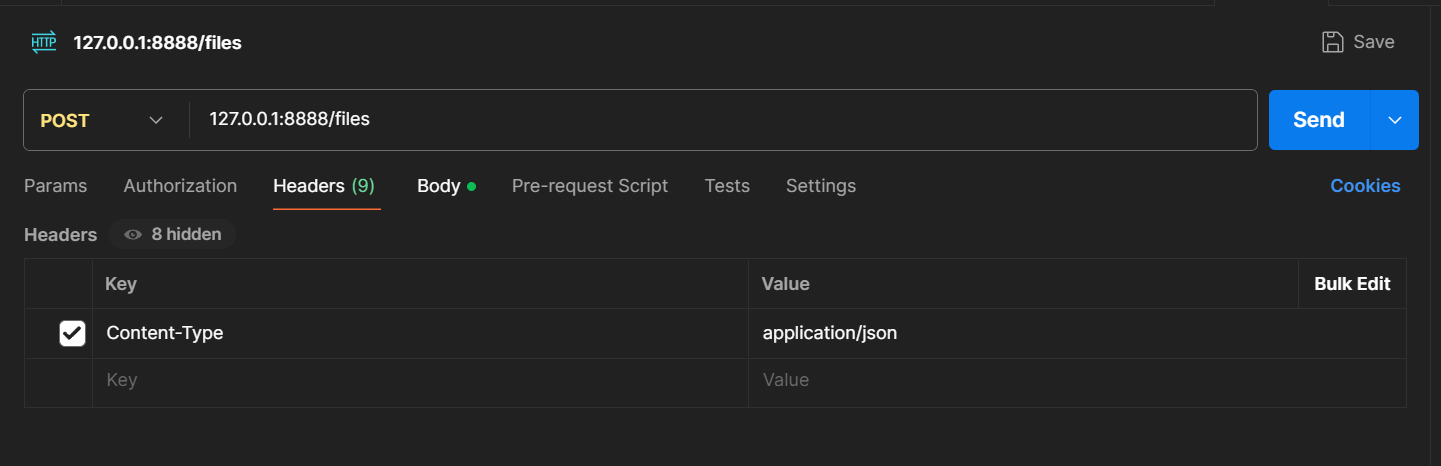 HTTP 127.0.0.1:8888/files Save
POST 127.0.0.1:8888/files Send
Params Authorization Headers (9) Body Pre-request Script Tests Settings Cookies
Headers 8 hidden
Key Value Bulk Edit
Content-Type application/json
Key Value